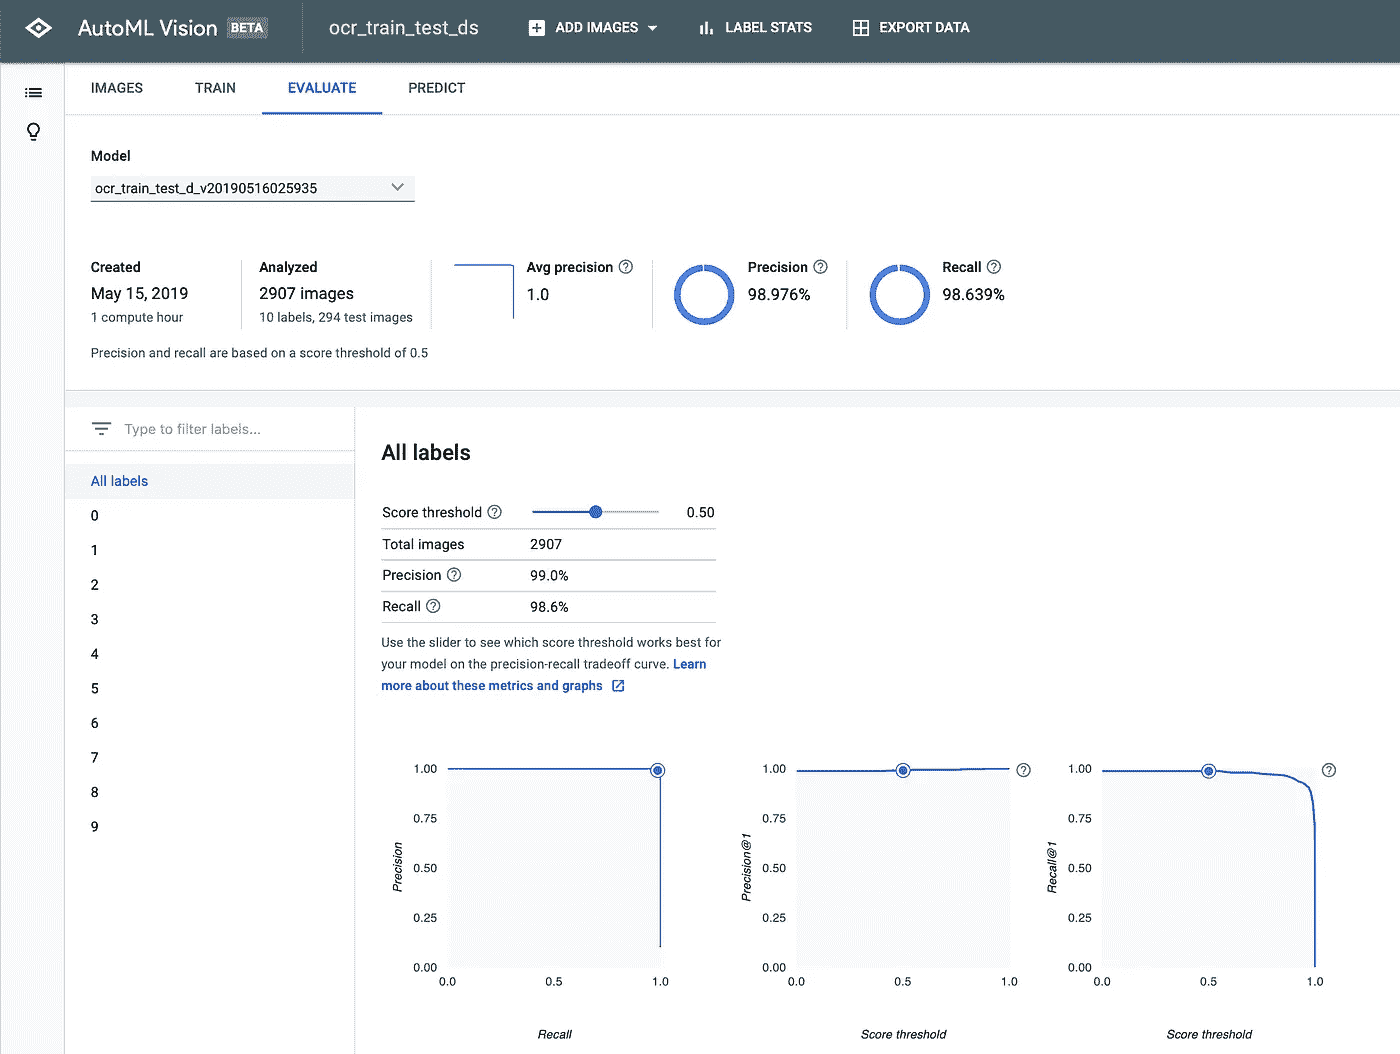 AutoML Vision BETA ocr_train_test_ds ADD IMAGES LABEL STATS EXPORT DATA
IMAGES TRAIN EVALUATE PREDICT
Model
ocr_train_test_d_v20190516025935
Created Analyzed Avg precision Precision Recall
May 15, 2019 2907 images 1.0 98.976% 98.639%
1 compute hour 10 labels, 294 test images
Precision and recall are based on a score threshold of 0.5
Type to filter labels...
All labels
0
1
2
3
4
5
6
7
8
9
All labels
Score threshold 0.50
Total images 2907
Precision 99.0%
Recall 98.6%
Use the slider to see which score threshold works best for
your model on the precision-recall tradeoff curve. Learn
more about these metrics and graphs
Precision
1.00
0.75
0.50
0.25
0.00
0.0 0.5 1.0
Recall
Precision@1
1.00
0.75
0.50
0.25
0.00
0.0 0.5 1.0
Score threshold
Recall@1
1.00
0.75
0.50
0.25
0.00
0.0 0.5 1.0
Score threshold